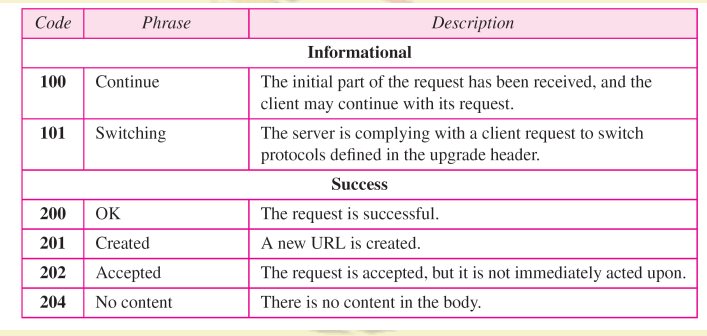 Code Phrase Description
Informational
100 Continue The initial part of the request has been received, and the
client may continue with its request.
101 Switching The server is complying with a client request to switch
protocols defined in the upgrade header.
Success
200 OK The request is successful.
201 Created A new URL is created.
202 Accepted The request is accepted, but it is not immediately acted upon.
204 No content There is no content in the body.